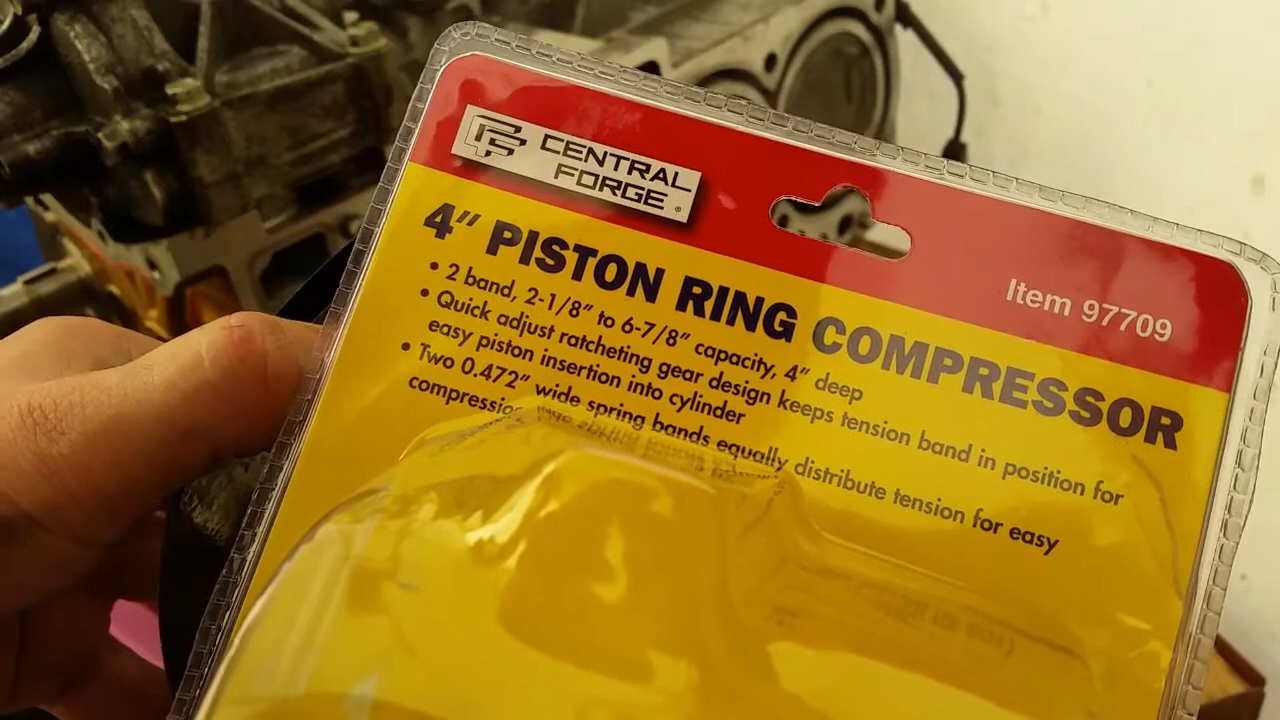 CF CENTRAL
FORGE
Item 97709
4" PISTON RING COMPRESSOR
• 2 band, 2-1/8" to 6-7/8" capacity, 4" deep
• Quick adjust ratcheting gear design keeps tension band in position for
easy piston insertion into cylinder
• Two 0.472" wide spring bands equally distribute tension for easy
compression